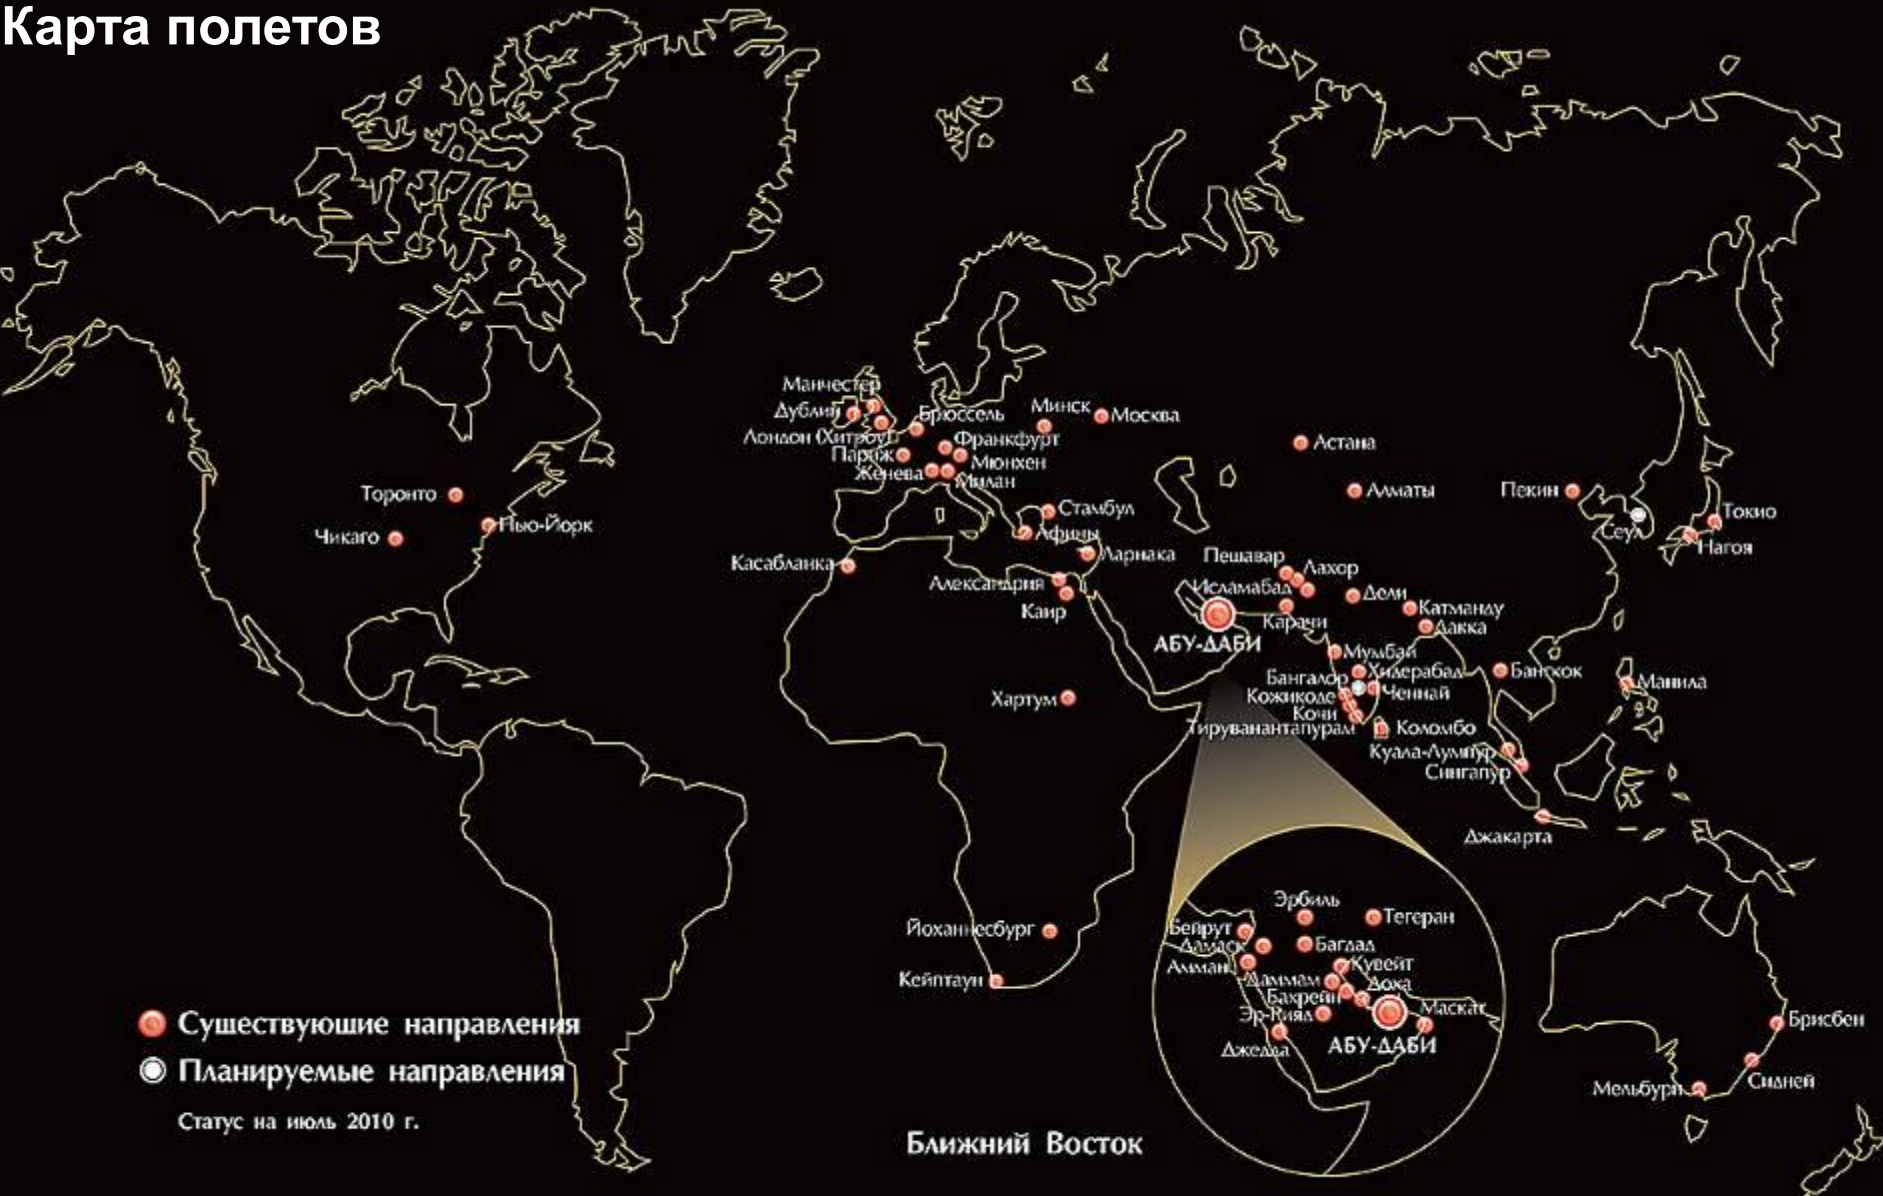 Карта полетов
Манчестер
Дублин
Лондон (Хитроу)
Брюссель
Минск
Москва
Франкфурт
Париж
Мюнхен
Женева
Милан
Астана
Алматы
Пекин
Сеул
Токио
Нагоя
Торонто
Нью-Йорк
Чикаго
Стамбул
Афины
Ларнака
Касабланка
Александрия
Каир
Пешавар
Лахор
Исламабад
Дели
Катманду
Карачи
Дакка
АБУ-ДАБИ
Мумбай
Хидерабад
Бангалор
Ченнай
Кожикоде
Кочи
Тируванантапурам
Коломбо
Бангкок
Манила
Куала-Лумпур
Сингапур
Джакарта
Хартум
Йоханнесбург
Кейптаун
Эрбиль
Тегеран
Бейрут
Дамаск
Багдад
Амман
Кувейт
Даммам
Доха
Бахрейн
Маскат
Эр-Рияд
АБУ-ДАБИ
Джедда
Брисбен
Сидней
Мельбурн
Существующие направления
Планируемые направления
Статус на июль 2010 г.
Ближний Восток